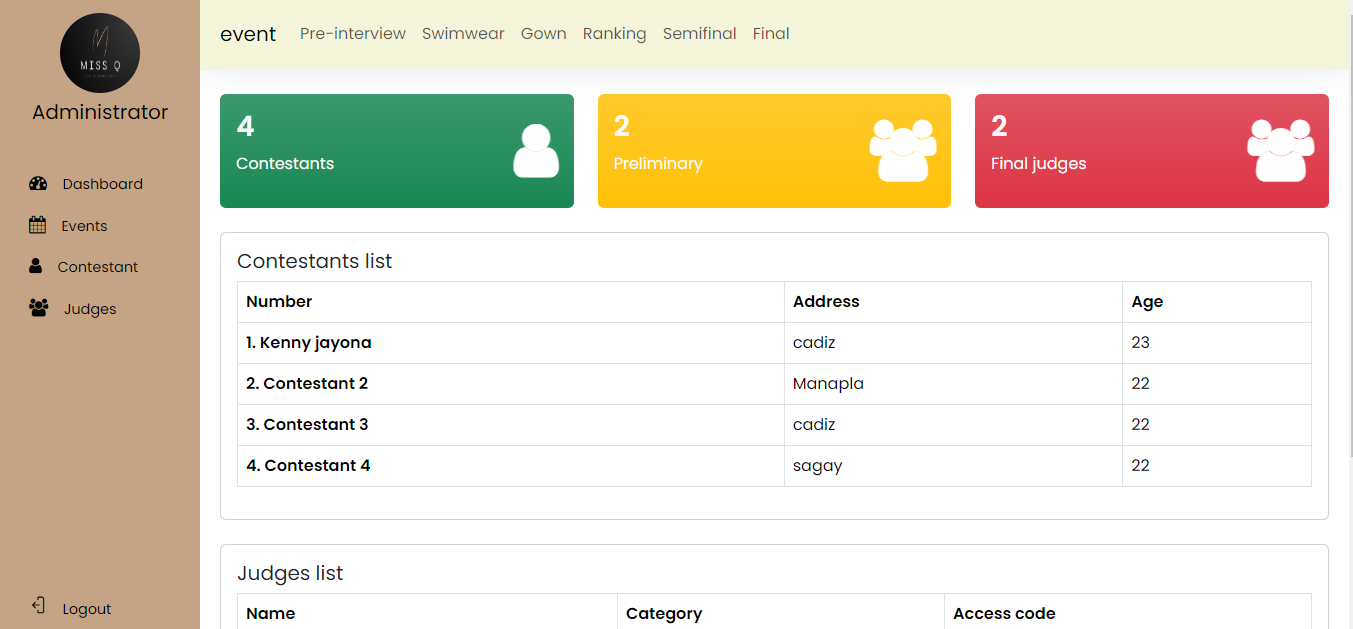 MISS Q
Administrator
Dashboard
Events
Contestant
Judges
Logout
event Pre-interview Swimwear Gown Ranking Semifinal Final
4
Contestants
2
Preliminary
2
Final judges
Contestants list
Number Address Age
1. Kenny jayona cadiz 23
2. Contestant 2 Manapla 22
3. Contestant 3 cadiz 22
4. Contestant 4 sagay 22
Judges list
Name Category Access code